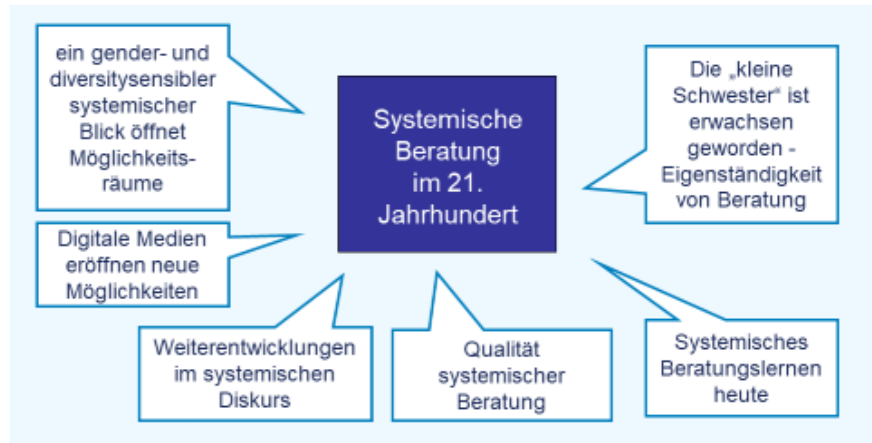 ein gender- und
diversitysensibler
systemischer
Blick öffnet
Möglichkeits-
räume
Systemische
Beratung
im 21.
Jahrhundert
Die „kleine
Schwester“ ist
erwachsen
geworden -
Eigenständigkeit
von Beratung
Digitale Medien
eröffnen neue
Möglichkeiten
Weiterentwicklungen
im systemischen
Diskurs
Qualität
systemischer
Beratung
Systemisches
Beratungslernen
heute